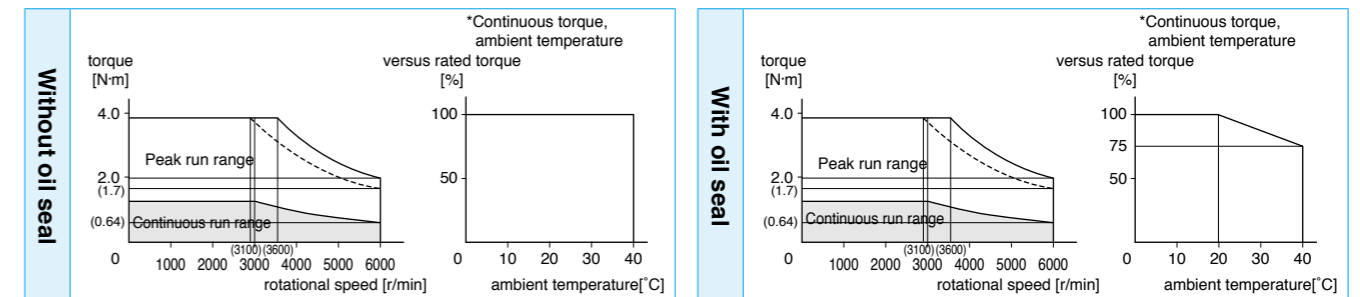 Without oil seal
*Continuous torque,
ambient temperature
torque
[N·m]
versus rated torque
[%]
4.0
Peak run range
2.0
(1.7)
(0.64)
Continuous run range
(3100)
(3600)
0
1000
2000
3000
4000
5000
6000
rotational speed [r/min]
100
50
0
10
20
30
40
ambient temperature[˚C]
With oil seal
*Continuous torque,
ambient temperature
torque
[N·m]
versus rated torque
[%]
4.0
Peak run range
2.0
(1.7)
(0.64)
Continuous run range
(3100)
(3600)
0
1000
2000
3000
4000
5000
6000
rotational speed [r/min]
100
75
50
0
10
20
30
40
ambient temperature[˚C]